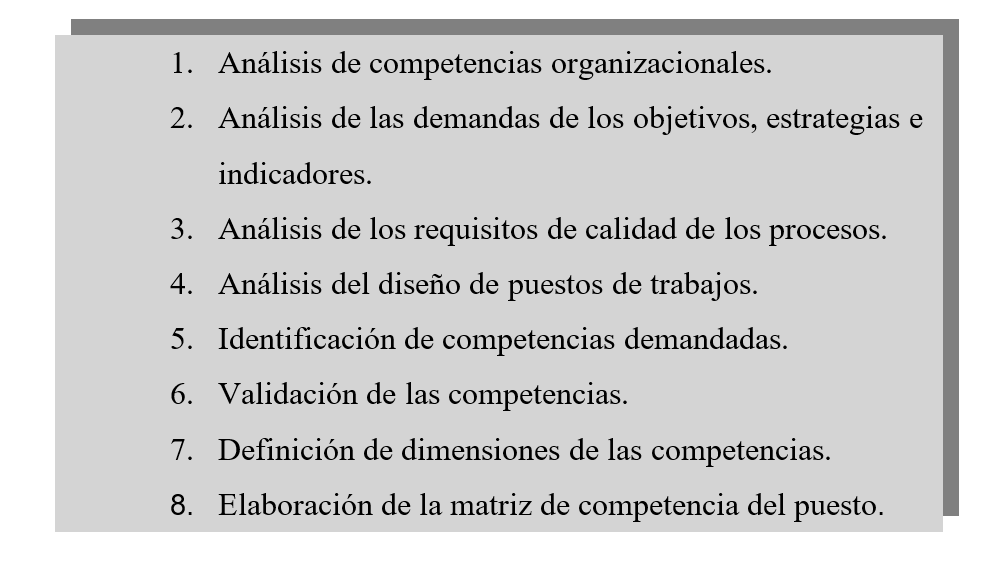 1. Análisis de competencias organizacionales.
2. Análisis de las demandas de los objetivos, estrategias e
indicadores.
3. Análisis de los requisitos de calidad de los procesos.
4. Análisis del diseño de puestos de trabajos.
5. Identificación de competencias demandadas.
6. Validación de las competencias.
7. Definición de dimensiones de las competencias.
8. Elaboración de la matriz de competencia del puesto.